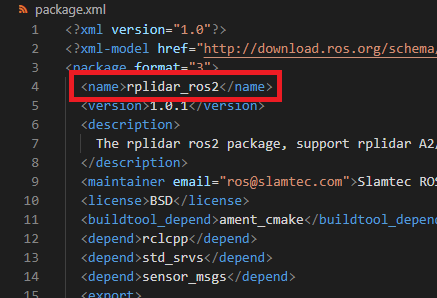 package.xml
1 <?xml version="1.0"?>
2 <?xml-model href="http://download.ros.org/schema/
3 <package format="3">
4 <name>rplidar_ros2</name>
5 <version>1.0.1</version>
6 <description>
7 The rplidar ros2 package, support rplidar A2/
8 </description>
9 <maintainer email="ros@slamtec.com">Slamtec ROS
10 <license>BSD</license>
11 <buildtool_depend>ament_cmake</buildtool_depend
12 <depend>rclcpp</depend>
13 <depend>std_srvs</depend>
14 <depend>sensor_msgs</depend>
15 <export>